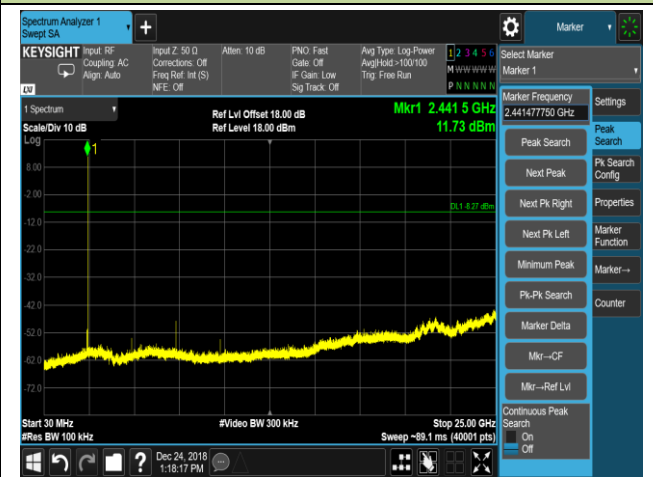 Spectrum Analyzer 1
Swept SA
+
Marker
KEYSIGHT
Input: RF
Coupling: AC
Align: Auto
Input Z: 50 Ω
Corrections: Off
Freq Ref: Int (S)
NFE: Off
Atten: 10 dB
PNO: Fast
Gate: Off
IF Gain: Low
Sig Track: Off
Avg Type: Log-Power
Avg|Hold:>100/100
Trig: Free Run
1 2 3 4 5 6
M W W W W W
P N N N N N
LXI
Select Marker
Marker 1
1 Spectrum
Scale/Div 10 dB
Log
Ref Lvl Offset 18.00 dB
Ref Level 18.00 dBm
Mkr1 2.441 5 GHz
11.73 dBm
1
8.00
-2.00
-12.0
-22.0
-32.0
-42.0
-52.0
-62.0
-72.0
DL1 -8.27 dBm
Start 30 MHz
#Res BW 100 kHz
#Video BW 300 kHz
Stop 25.00 GHz
Sweep ~89.1 ms (40001 pts)
Marker Frequency
2.441477750 GHz
Peak Search
Next Peak
Next Pk Right
Next Pk Left
Minimum Peak
Pk-Pk Search
Marker Delta
Mkr→CF
Mkr→Ref Lvl
Continuous Peak
Search
On
Off
Settings
Peak
Search
Pk Search
Config
Properties
Marker
Function
Marker→
Counter
?
Dec 24, 2018
1:18:17 PM